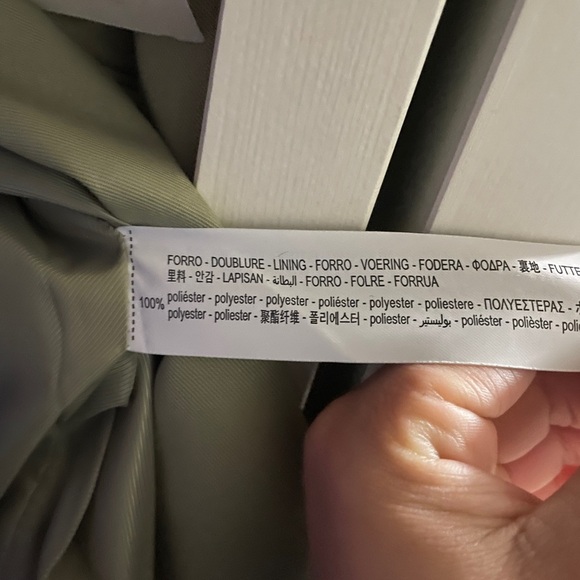 FORRO - DOUBLURE - LINING - FORRO - VOERING - FODERA - ΦΟΔΡΑ - 裏地 - FUTTE
里料 - 안감 - LAPISAN - البطانة - FORRO - FOLRE - FORRUA
100% poliéster - polyester - polyester - poliéster - polyester - poliestere - ΠΟΛΥΕΣΤΕΡΑΣ -
polyester - poliester - 聚酯纤维 - 폴리에스터 - poliester - بوليستير - poliéster - polièster -